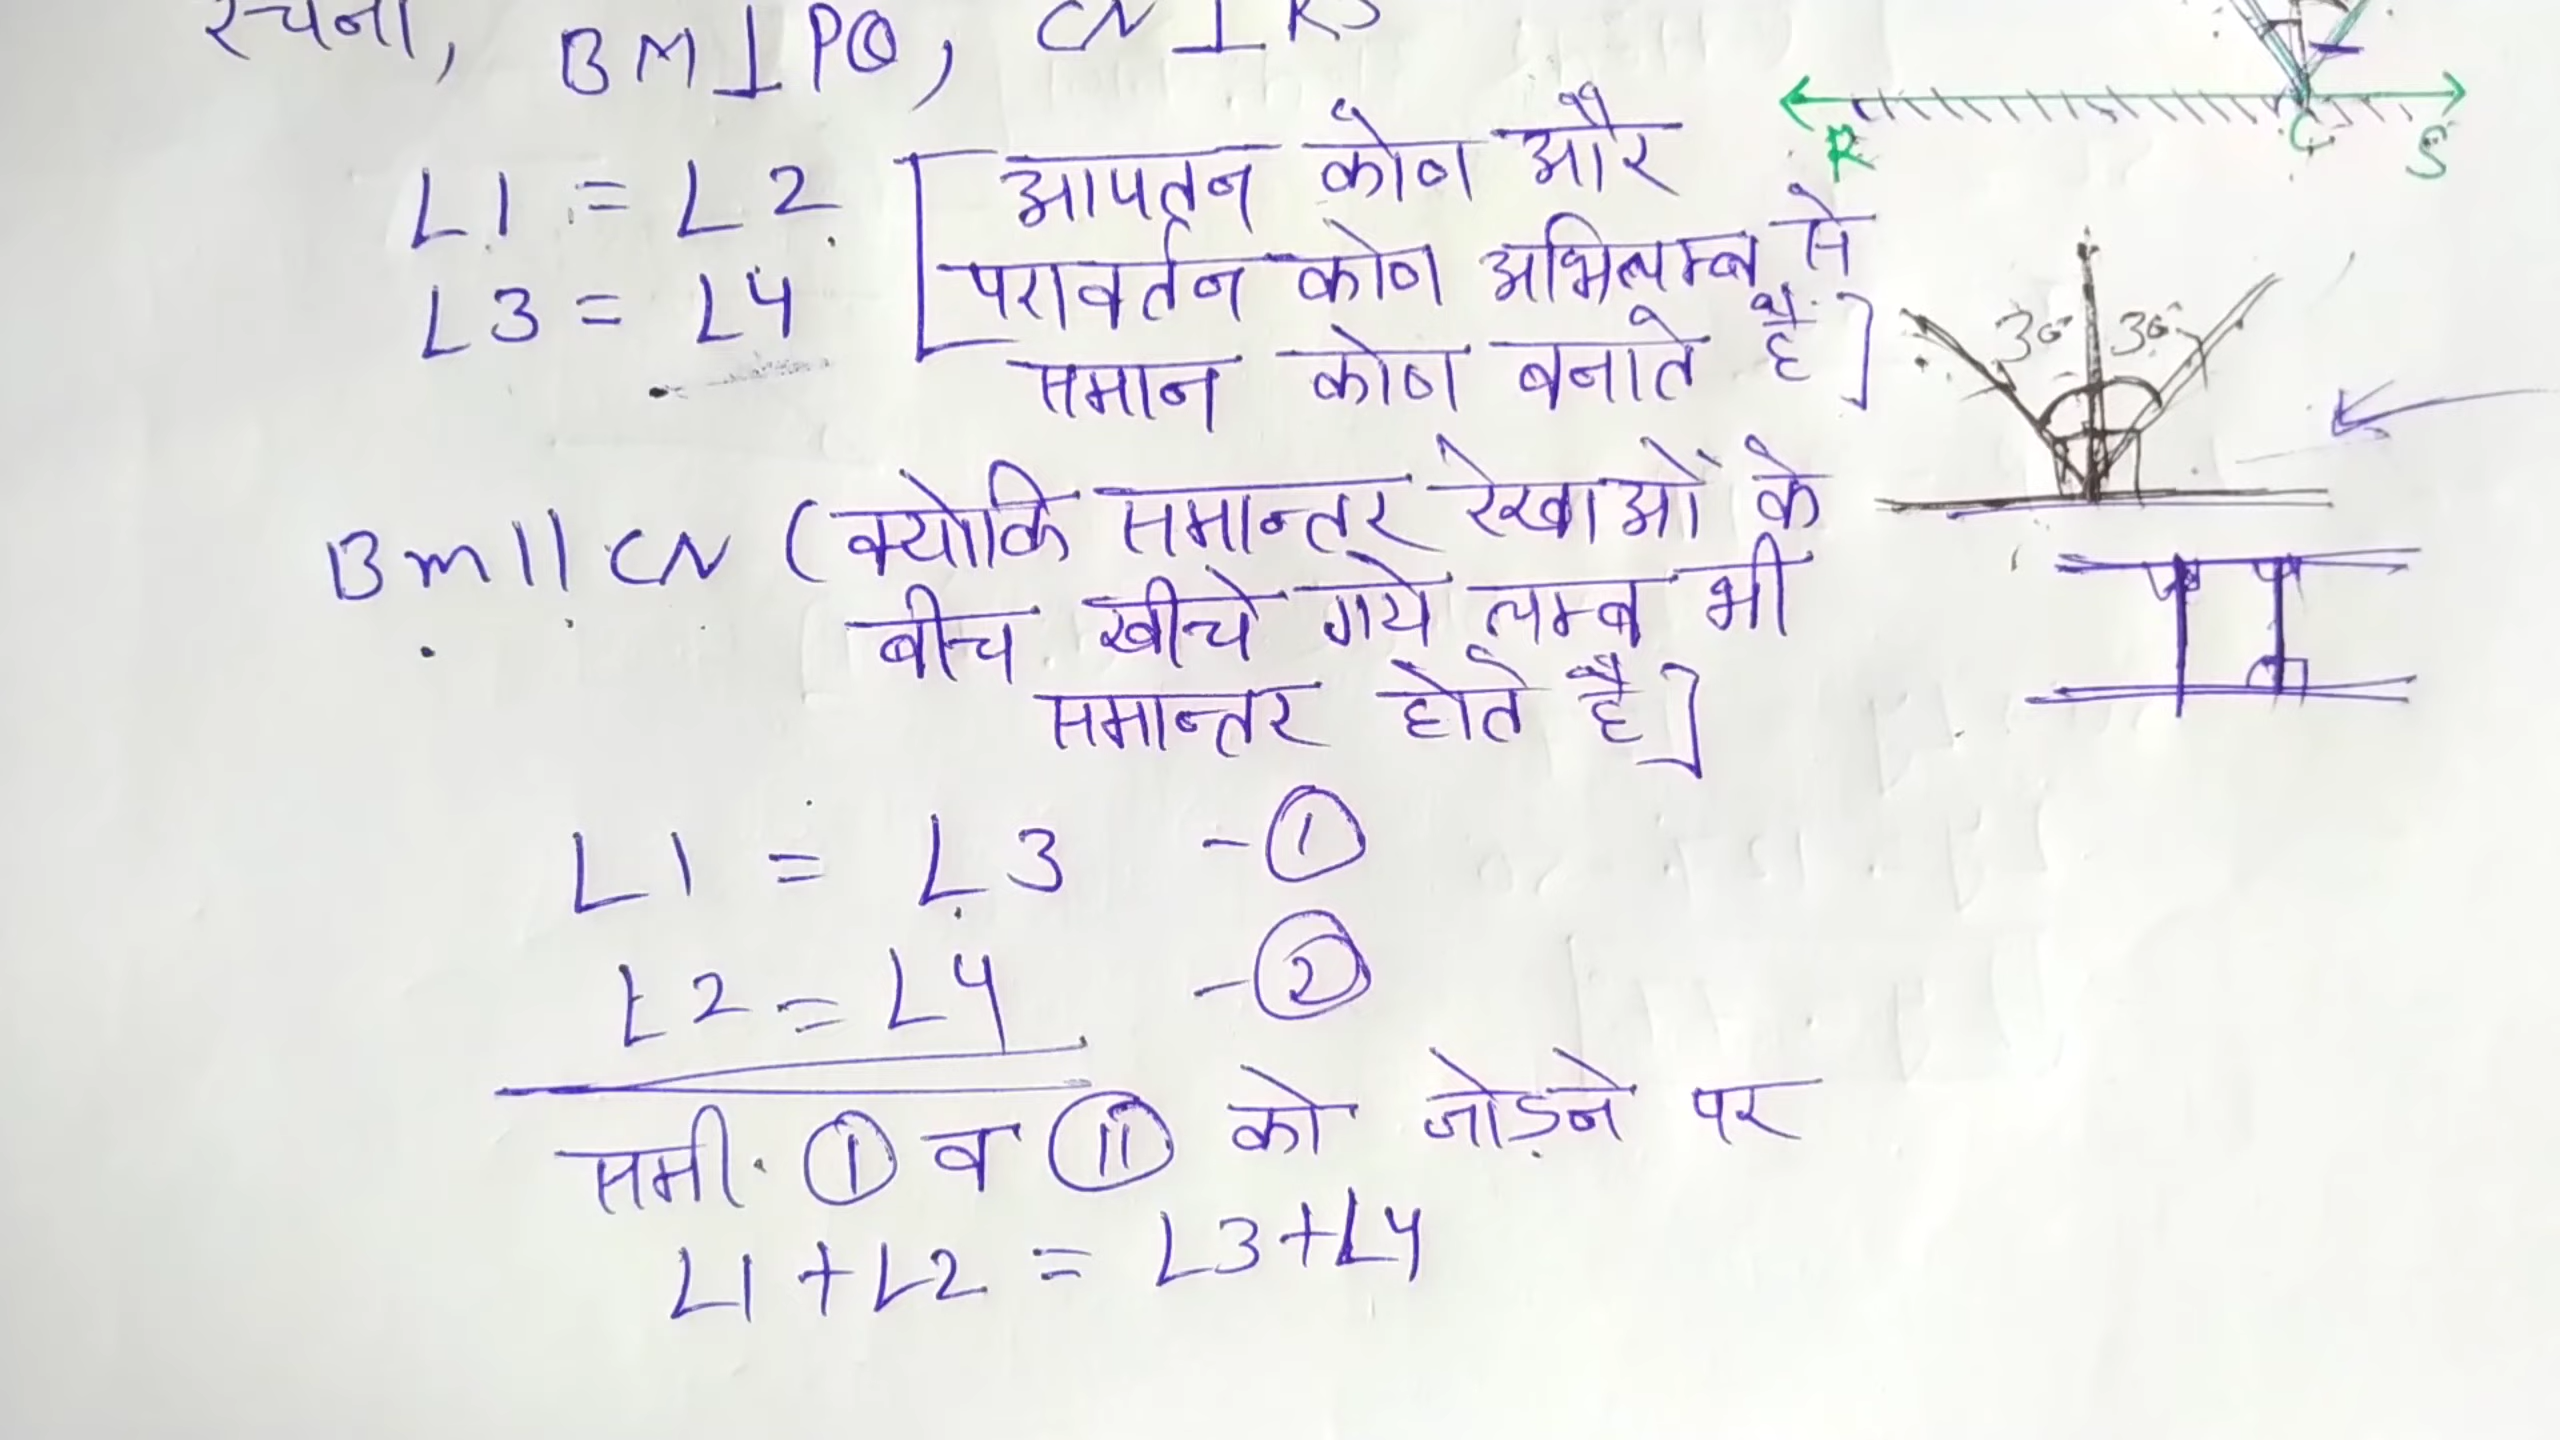 रचना, BM⊥PQ, CN⊥RS
R C S
∠1 = ∠2 [आपतन कोण और
∠3 = ∠4 परावर्तन कोण अभिलम्ब से
समान कोण बनाते है]
30° 30°
BM || CN (क्योकि समान्तर रेखाओं के
बीच खीचे गये लम्ब भी
समान्तर होते है]
∠1 = ∠3 -①
∠2 = ∠4 -②
समी. ① व ⑪ को जोड़ने पर
∠1+∠2 = ∠3+∠4